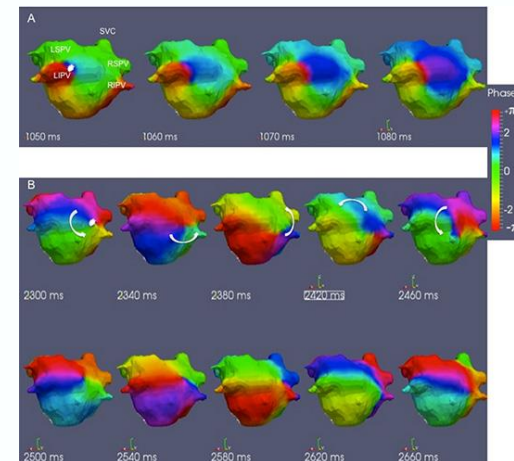 A
SVC
LSPV
RSPV
LIPV
RIPV
1050 ms
1060 ms
1070 ms
1080 ms
Phase
+π
2
0
-2
-π
B
2300 ms
2340 ms
2380 ms
2420 ms
2460 ms
2500 ms
2540 ms
2580 ms
2620 ms
2660 ms